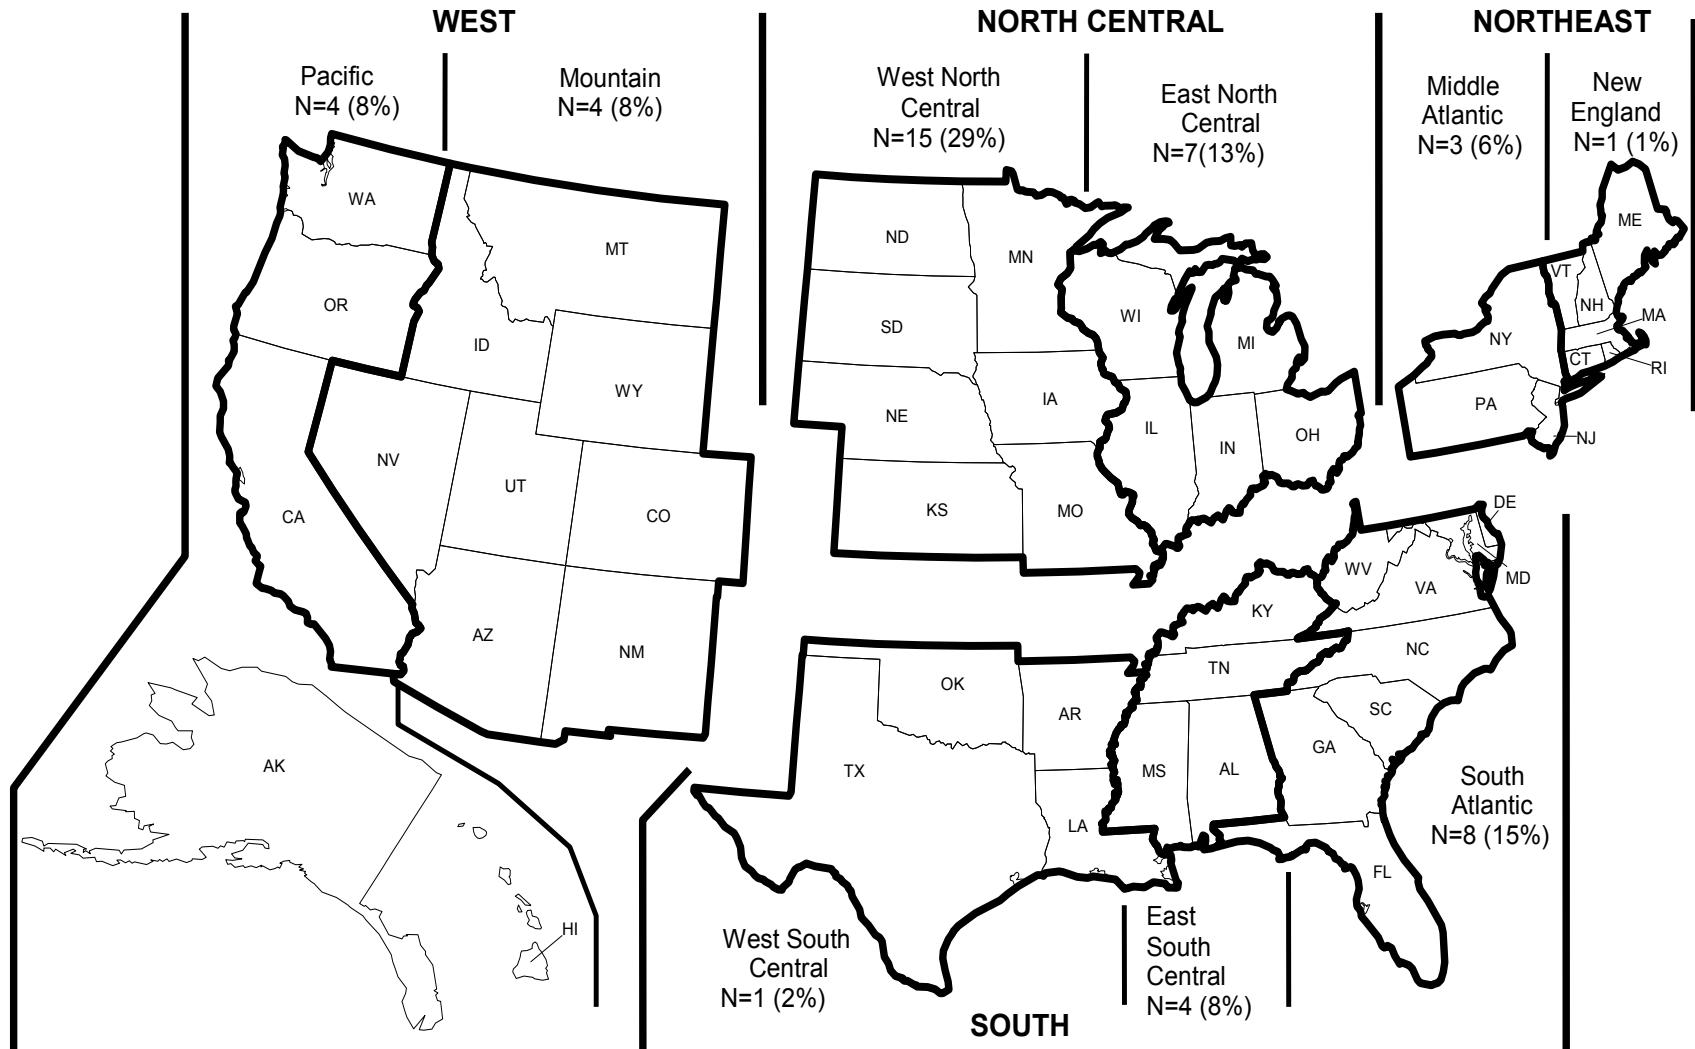 WEST
NORTH CENTRAL
NORTHEAST
Pacific
N=4 (8%)
Mountain
N=4 (8%)
West North
Central
N=15 (29%)
East North
Central
N=7(13%)
Middle
Atlantic
N=3 (6%)
New
England
N=1 (1%)
WA
MT
OR
ID
WY
NV
UT
CO
CA
AZ
NM
AK
HI
ND
MN
SD
WI
MI
NE
IA
IL
IN
OH
KS
MO
ME
VT
NH
MA
NY
CT
RI
PA
NJ
DE
WV
MD
VA
KY
NC
TN
OK
AR
SC
TX
MS
AL
GA
LA
FL
South
Atlantic
N=8 (15%)
West South
Central
N=1 (2%)
East
South
Central
N=4 (8%)
SOUTH